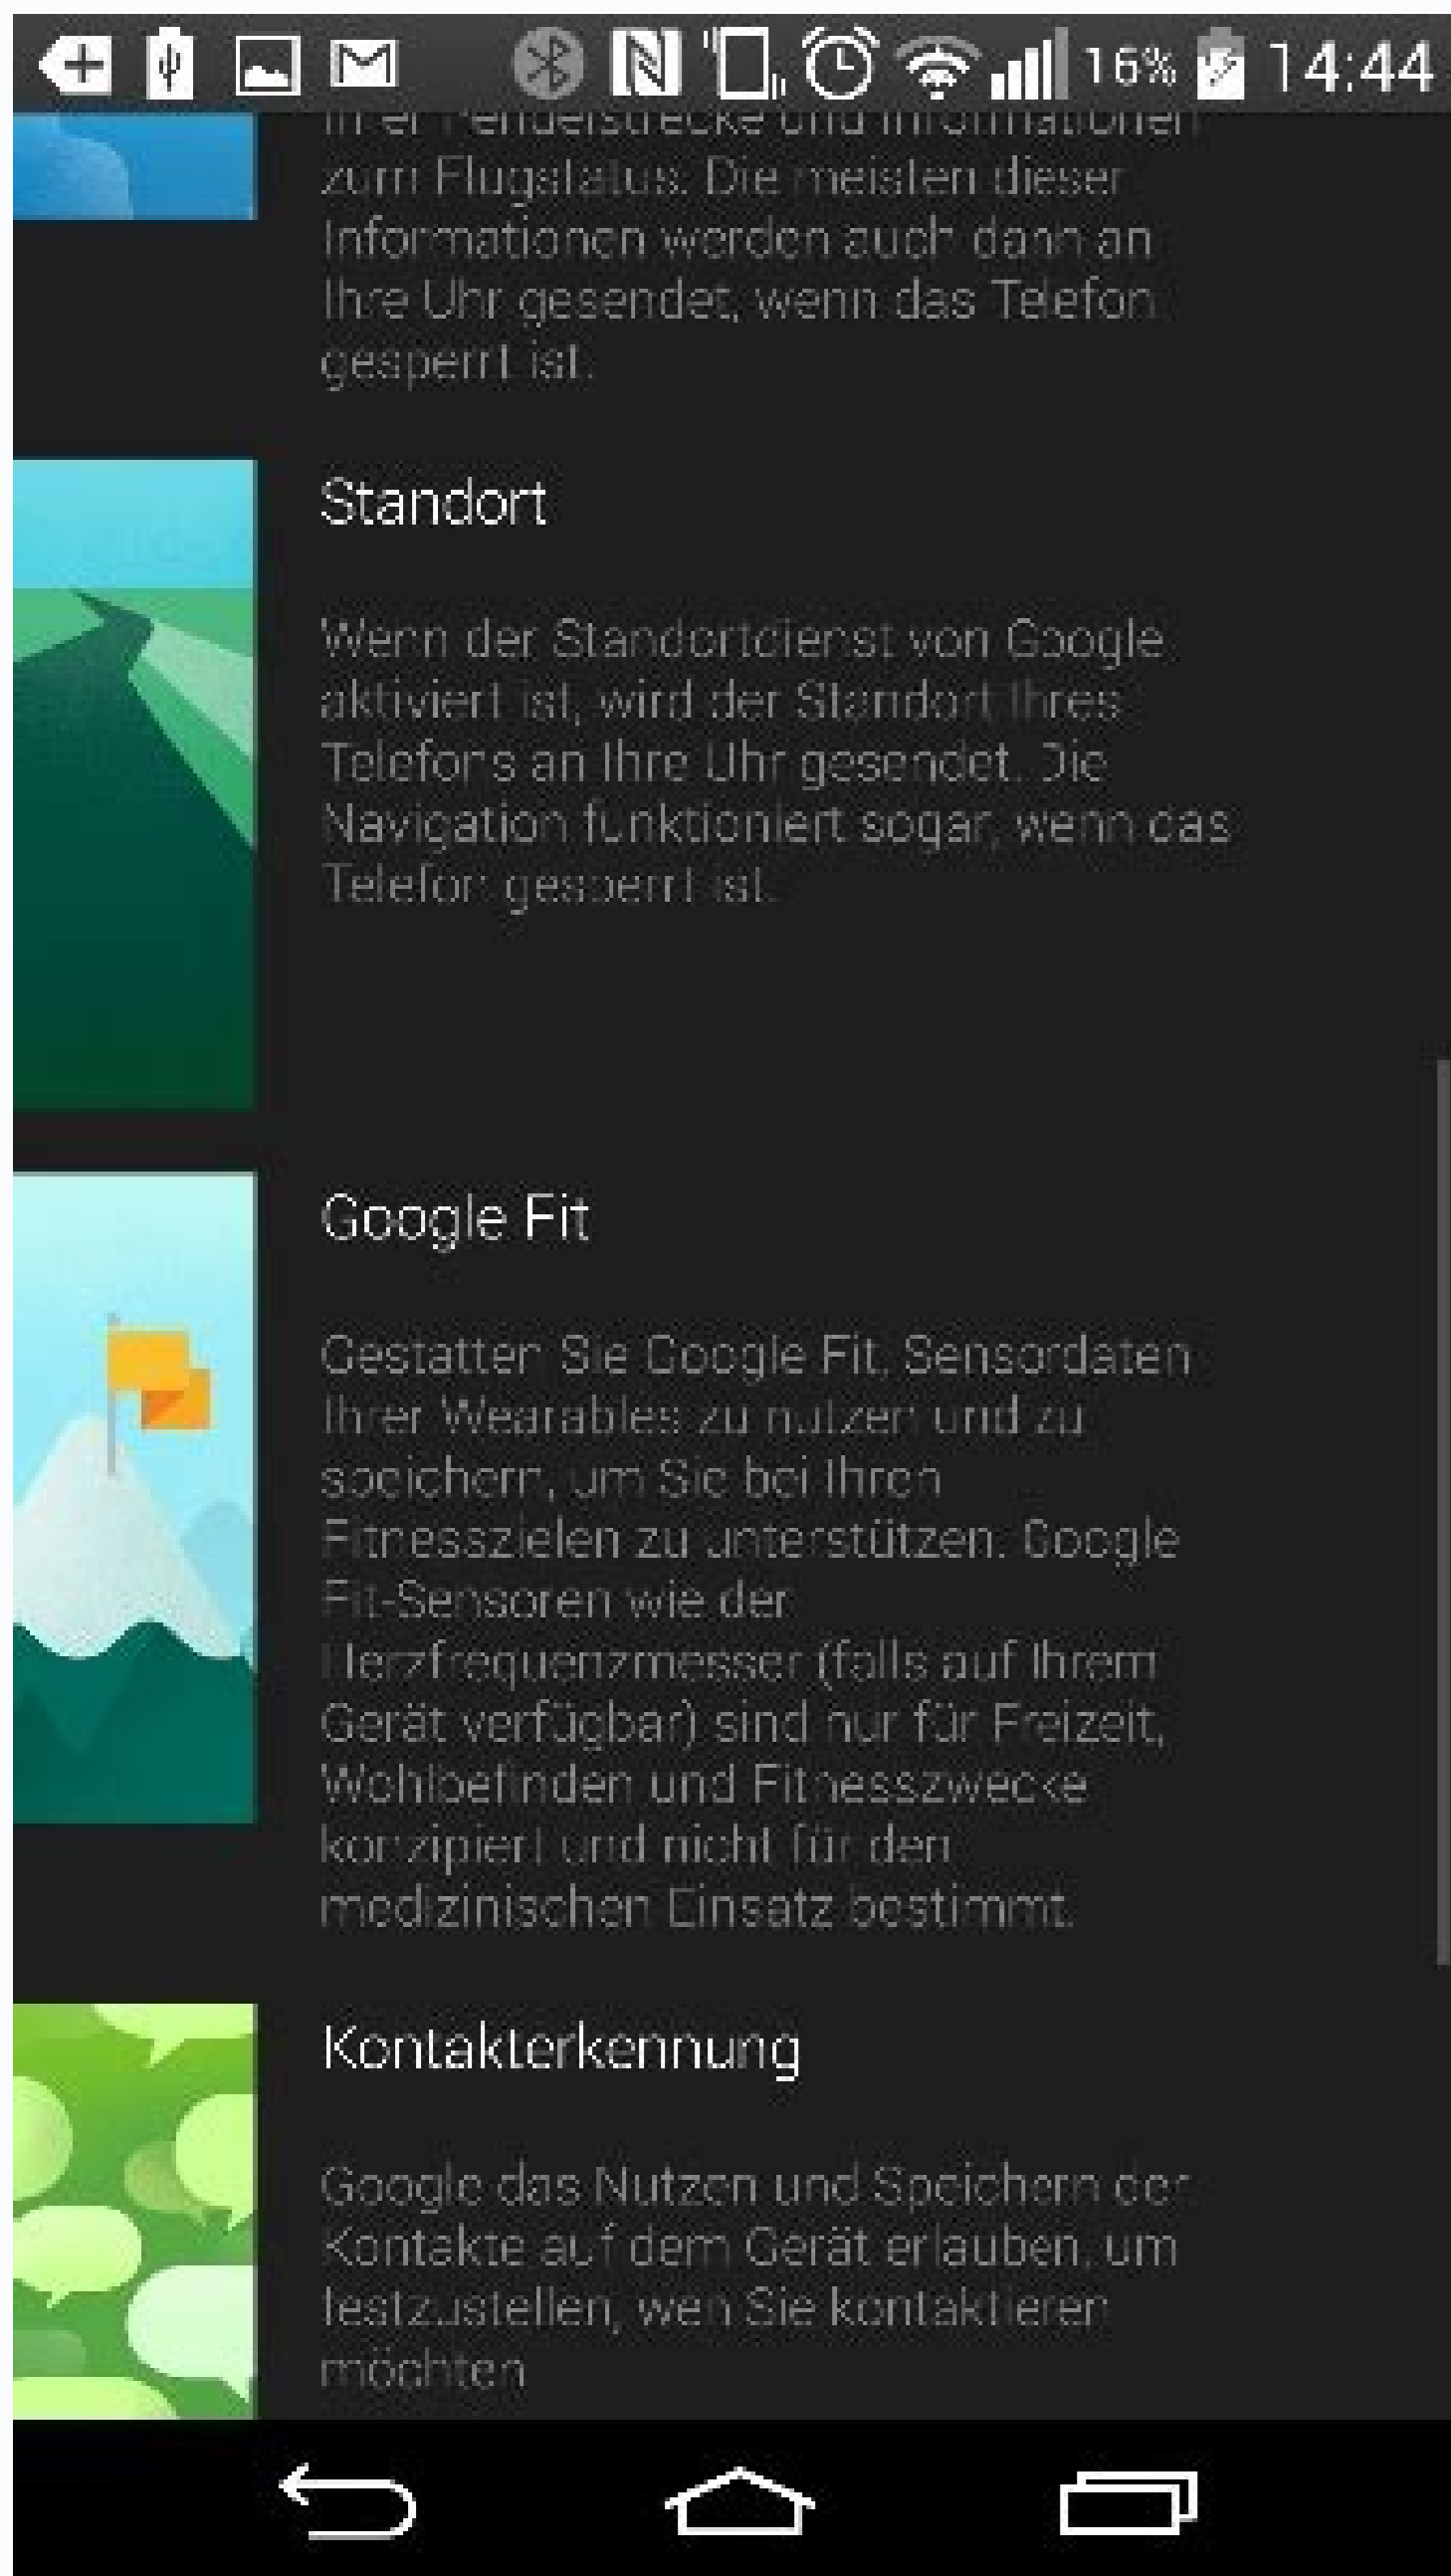 16% 14:44
Ihrer Pendelstrecke und Informationen
zum Flugstatus. Die meisten dieser
Informationen werden auch dann an
Ihre Uhr gesendet, wenn das Telefon
gesperrt ist.
Standort
Wenn der Standortdienst von Google
aktiviert ist, wird der Standort Ihres
Telefons an Ihre Uhr gesendet. Die
Navigation funktioniert sogar, wenn das
Telefon gesperrt ist.
Google Fit
Gestatten Sie Google Fit, Sensordaten
Ihrer Wearables zu nutzen und zu
speichern, um Sie bei Ihren
Fitnesszielen zu unterstützen. Google
Fit-Sensoren wie der
Herzfrequenzmesser (falls auf Ihrem
Gerät verfügbar) sind nur für Freizeit,
Wohlbefinden und Fitnesszwecke
konzipiert und nicht für den
medizinischen Einsatz bestimmt.
Kontakterkennung
Google das Nutzen und Speichern der
Kontakte auf dem Gerät erlauben, um
festzustellen, wen Sie kontaktieren
möchten